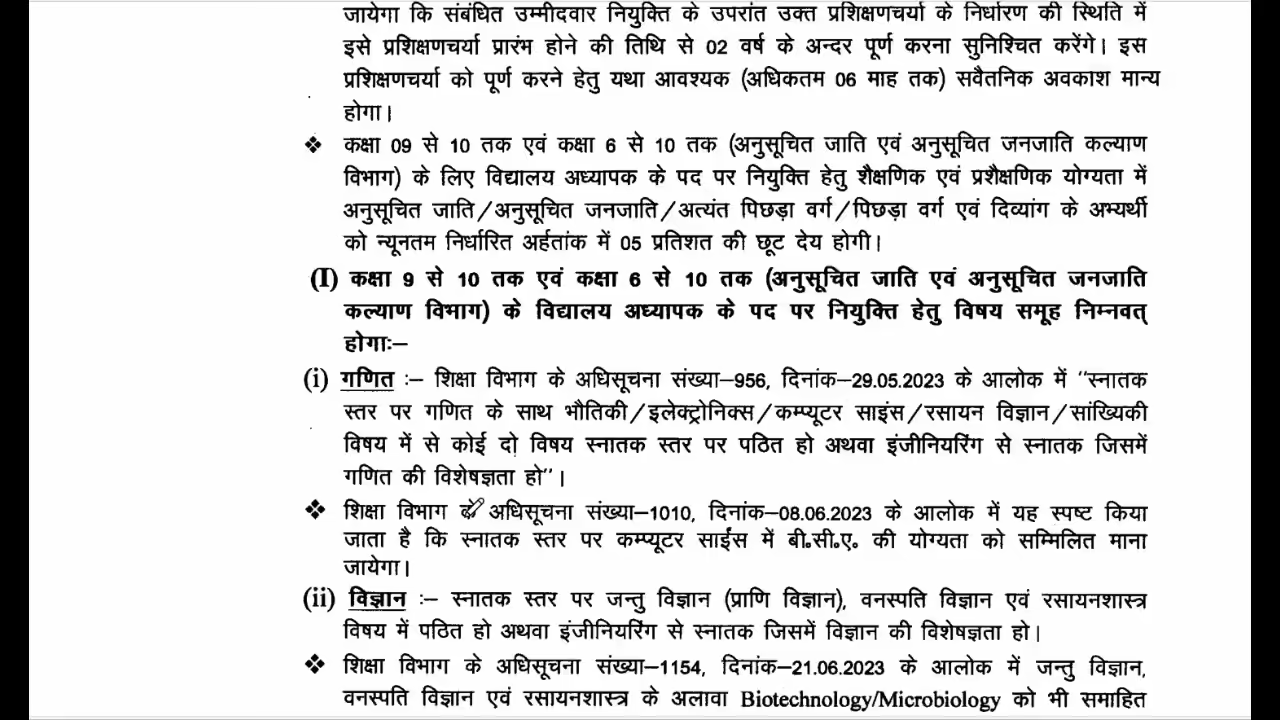 जायेगा कि संबंधित उम्मीदवार नियुक्ति के उपरांत उक्त प्रशिक्षणचर्या के निर्धारण की स्थिति में
इसे प्रशिक्षणचर्या प्रारंभ होने की तिथि से 02 वर्ष के अन्दर पूर्ण करना सुनिश्चित करेंगे। इस
प्रशिक्षणचर्या को पूर्ण करने हेतु यथा आवश्यक (अधिकतम 06 माह तक) सवैतनिक अवकाश मान्य
होगा।
❖ कक्षा 09 से 10 तक एवं कक्षा 6 से 10 तक (अनुसूचित जाति एवं अनुसूचित जनजाति कल्याण
विभाग) के लिए विद्यालय अध्यापक के पद पर नियुक्ति हेतु शैक्षणिक एवं प्रशैक्षणिक योग्यता में
अनुसूचित जाति/अनुसूचित जनजाति/अत्यंत पिछड़ा वर्ग/पिछड़ा वर्ग एवं दिव्यांग के अभ्यर्थी
को न्यूनतम निर्धारित अर्हतांक में 05 प्रतिशत की छूट देय होगी।
(I) कक्षा 9 से 10 तक एवं कक्षा 6 से 10 तक (अनुसूचित जाति एवं अनुसूचित जनजाति
कल्याण विभाग) के विद्यालय अध्यापक के पद पर नियुक्ति हेतु विषय समूह निम्नवत्
होगाः–
(i) गणित :– शिक्षा विभाग के अधिसूचना संख्या–956, दिनांक–29.05.2023 के आलोक में "स्नातक
स्तर पर गणित के साथ भौतिकी/इलेक्ट्रोनिक्स/कम्प्यूटर साइंस/रसायन विज्ञान/सांख्यिकी
विषय में से कोई दो विषय स्नातक स्तर पर पठित हो अथवा इंजीनियरिंग से स्नातक जिसमें
गणित की विशेषज्ञता हो"।
❖ शिक्षा विभाग के अधिसूचना संख्या–1010, दिनांक–08.06.2023 के आलोक में यह स्पष्ट किया
जाता है कि स्नातक स्तर पर कम्प्यूटर साईंस में बी॰सी॰ए॰ की योग्यता को सम्मिलित माना
जायेगा।
(ii) विज्ञान :– स्नातक स्तर पर जन्तु विज्ञान (प्राणि विज्ञान), वनस्पति विज्ञान एवं रसायनशास्त्र
विषय में पठित हो अथवा इंजीनियरिंग से स्नातक जिसमें विज्ञान की विशेषज्ञता हो।
❖ शिक्षा विभाग के अधिसूचना संख्या–1154, दिनांक–21.06.2023 के आलोक में जन्तु विज्ञान,
वनस्पति विज्ञान एवं रसायनशास्त्र के अलावा Biotechnology/Microbiology को भी समाहित